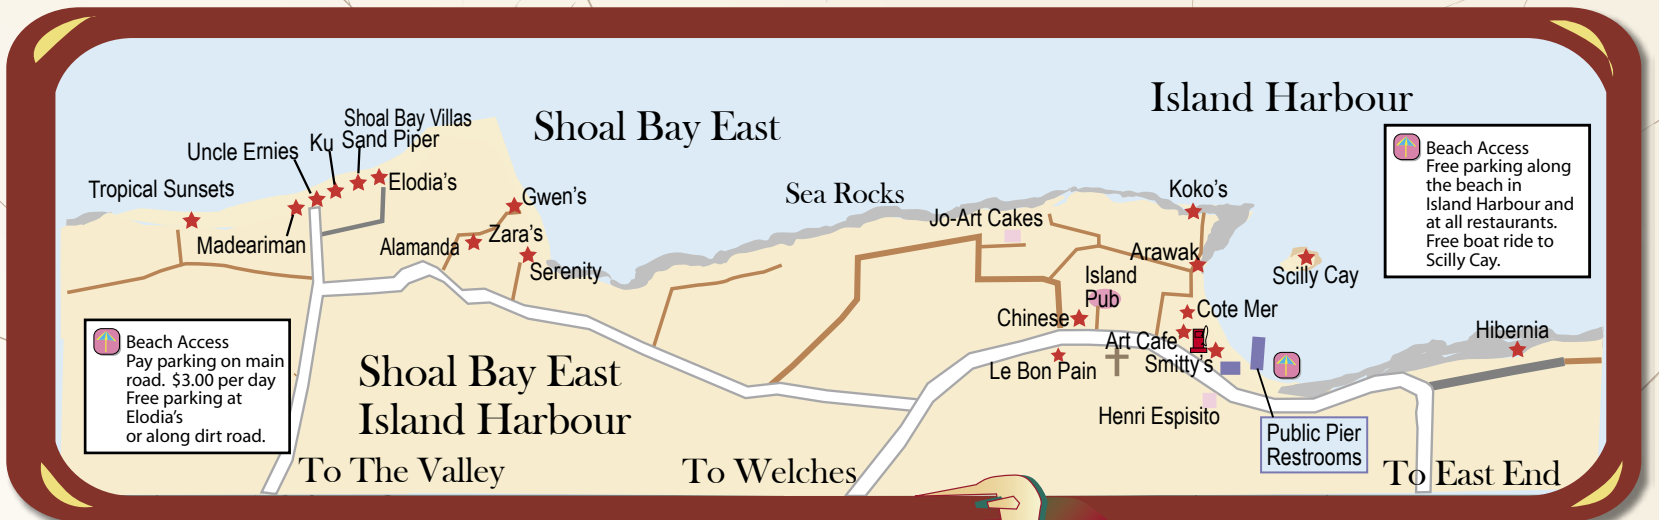 Island Harbour
Shoal Bay East
Shoal Bay Villas
Sand Piper
Ku
Uncle Ernies
Tropical Sunsets
Elodia's
Madeariman
Gwen's
Zara's
Alamanda
Serenity
Sea Rocks
Jo-Art Cakes
Koko's
Arawak
Island
Pub
Scilly Cay
Chinese
Cote Mer
Art Cafe
Smitty's
Le Bon Pain
Henri Espisito
Hibernia
Beach Access
Free parking along
the beach in
Island Harbour and
at all restaurants.
Free boat ride to
Scilly Cay.
Beach Access
Pay parking on main
road. $3.00 per day
Free parking at
Elodia's
or along dirt road.
Shoal Bay East
Island Harbour
Public Pier
Restrooms
To The Valley
To Welches
To East End